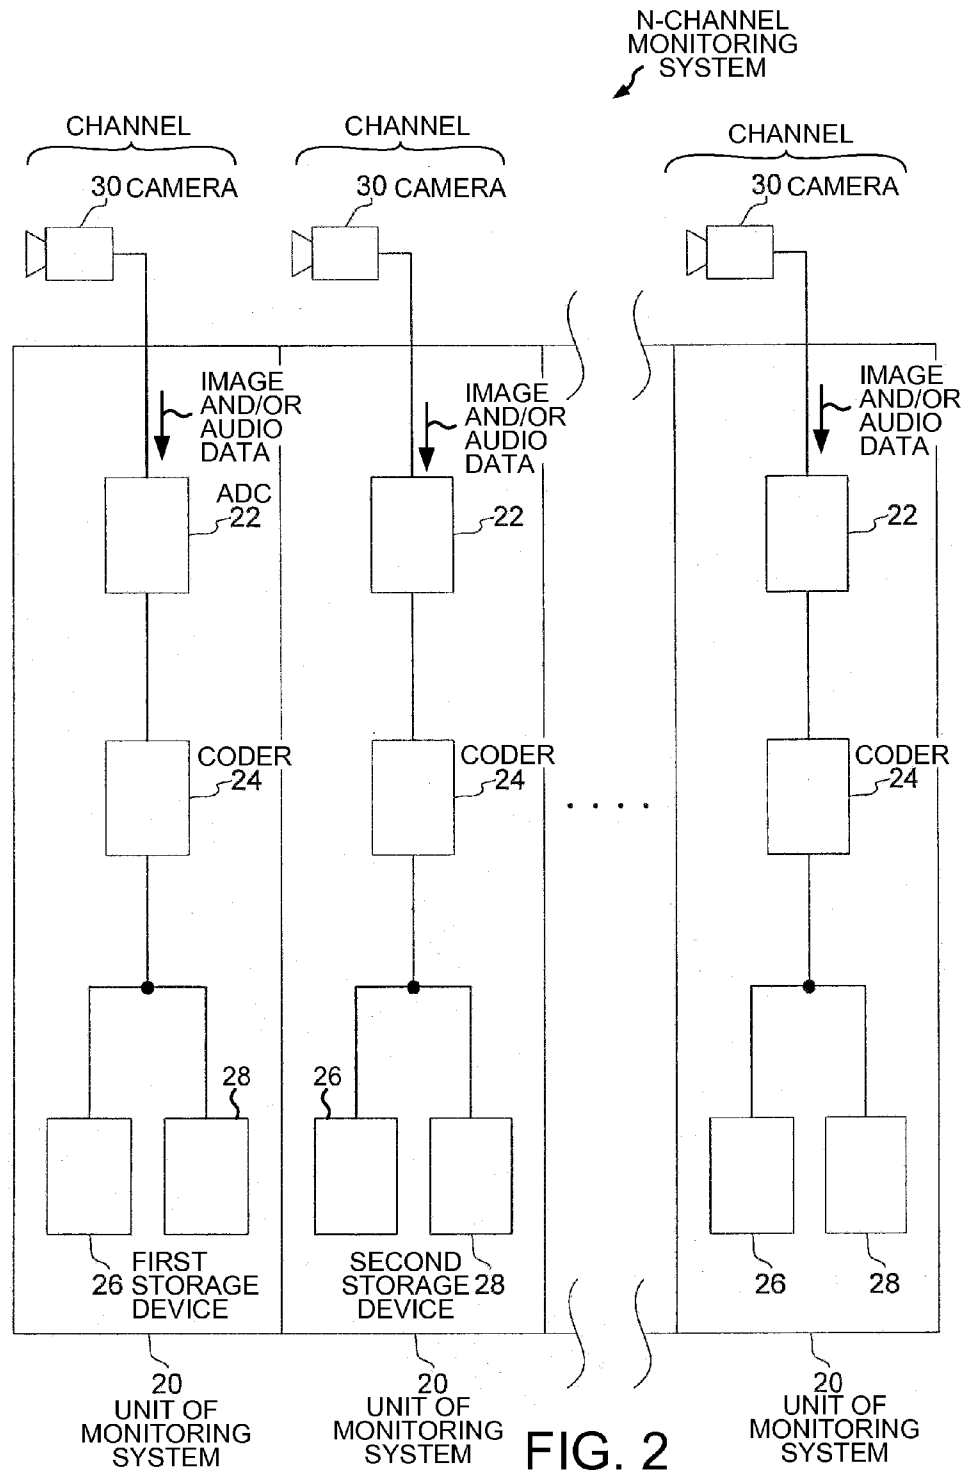 N-CHANNEL
MONITORING
SYSTEM
CHANNEL
CHANNEL
CHANNEL
30 CAMERA
30 CAMERA
30 CAMERA
IMAGE
AND/OR
AUDIO
DATA
IMAGE
AND/OR
AUDIO
DATA
IMAGE
AND/OR
AUDIO
DATA
ADC
22
22
22
CODER
24
CODER
24
CODER
24
28
26
26 FIRST
STORAGE
DEVICE
SECOND
STORAGE 28
DEVICE
26
28
20
UNIT OF
MONITORING
SYSTEM
20
UNIT OF
MONITORING
SYSTEM
20
UNIT OF
MONITORING
SYSTEM
FIG. 2